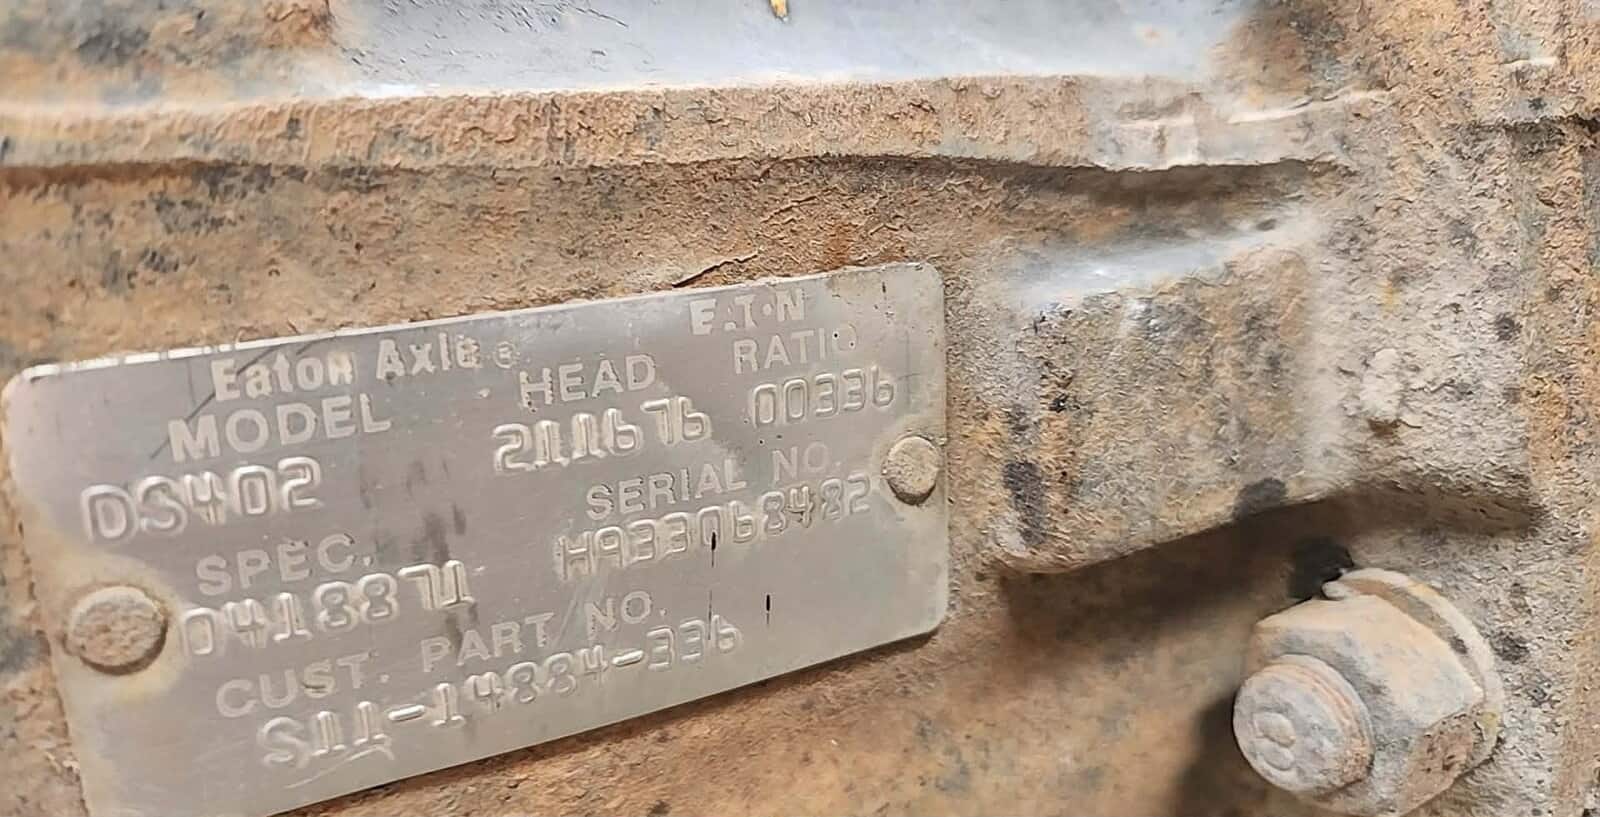 Eaton Axle EATON
MODEL HEAD RATIO
DS402 211676 00336
SPEC. SERIAL NO.
0418871 H933068482
CUST. PART NO.
S11-14884-336